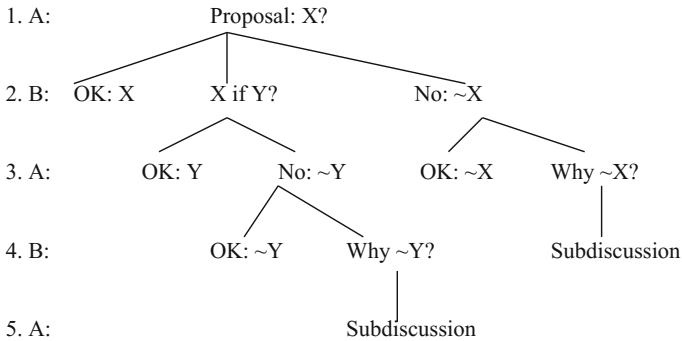 1. A: Proposal: X?
2. B: OK: X X if Y? No: ~X
3. A: OK: Y No: ~Y OK: ~X Why ~X?
4. B: OK: ~Y Why ~Y? Subdiscussion
5. A: Subdiscussion